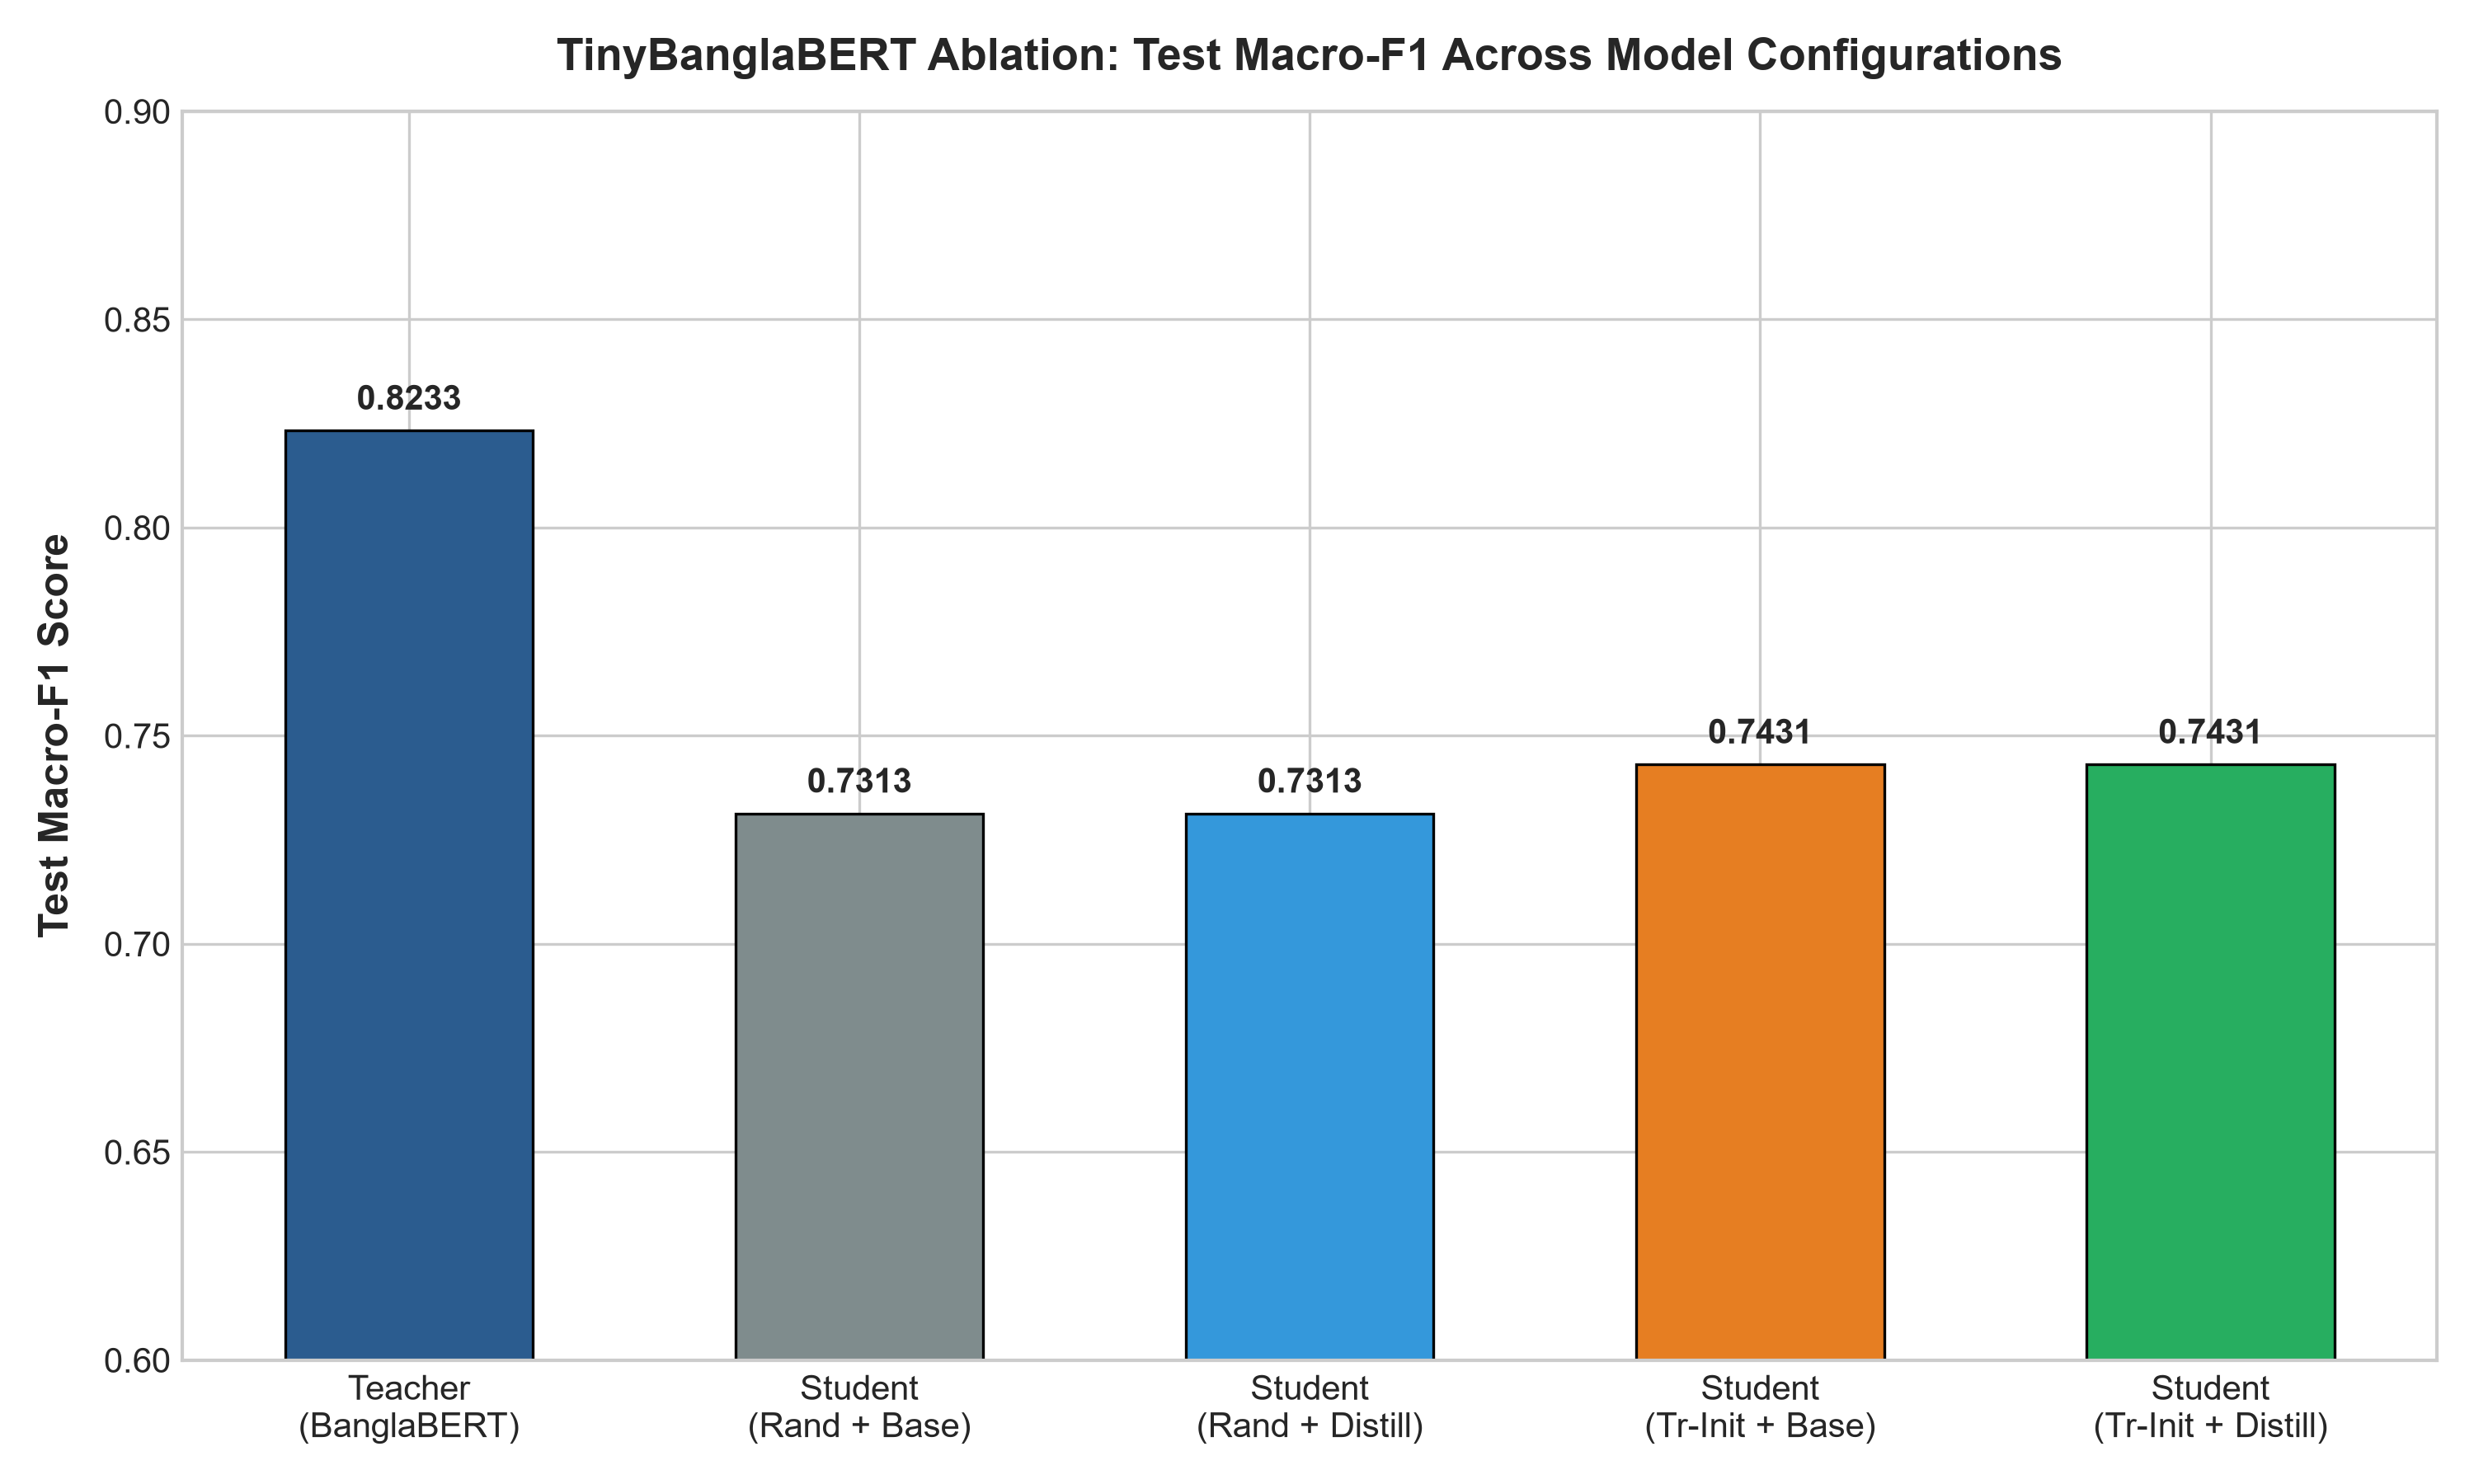 TinyBanglaBERT Ablation: Test Macro-F1 Across Model Configurations
Test Macro-F1 Score
0.90
0.85
0.80
0.75
0.70
0.65
0.60
0.8233
0.7313
0.7313
0.7431
0.7431
Teacher
(BanglaBERT)
Student
(Rand + Base)
Student
(Rand + Distill)
Student
(Tr-Init + Base)
Student
(Tr-Init + Distill)